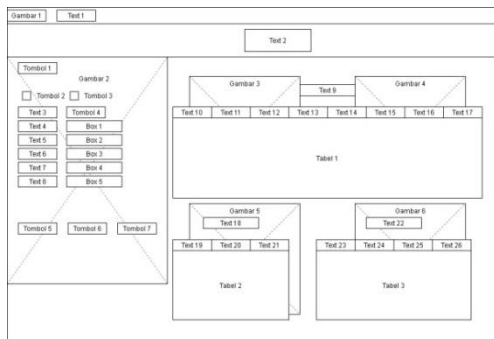 Gambar 1 Text 1
Text 2
Tombol 1
Gambar 2
Tombol 2 Tombol 3
Text 3 Tombol 4
Text 4 Box 1
Text 5 Box 2
Text 6 Box 3
Text 7 Box 4
Text 8 Box 5
Tombol 5 Tombol 6 Tombol 7
Gambar 3 Text 9 Gambar 4
Text 10 Text 11 Text 12 Text 13 Text 14 Text 15 Text 16 Text 17
Tabel 1
Gambar 5
Text 18
Text 19 Text 20 Text 21
Tabel 2
Gambar 6
Text 22
Text 23 Text 24 Text 25 Text 26
Tabel 3